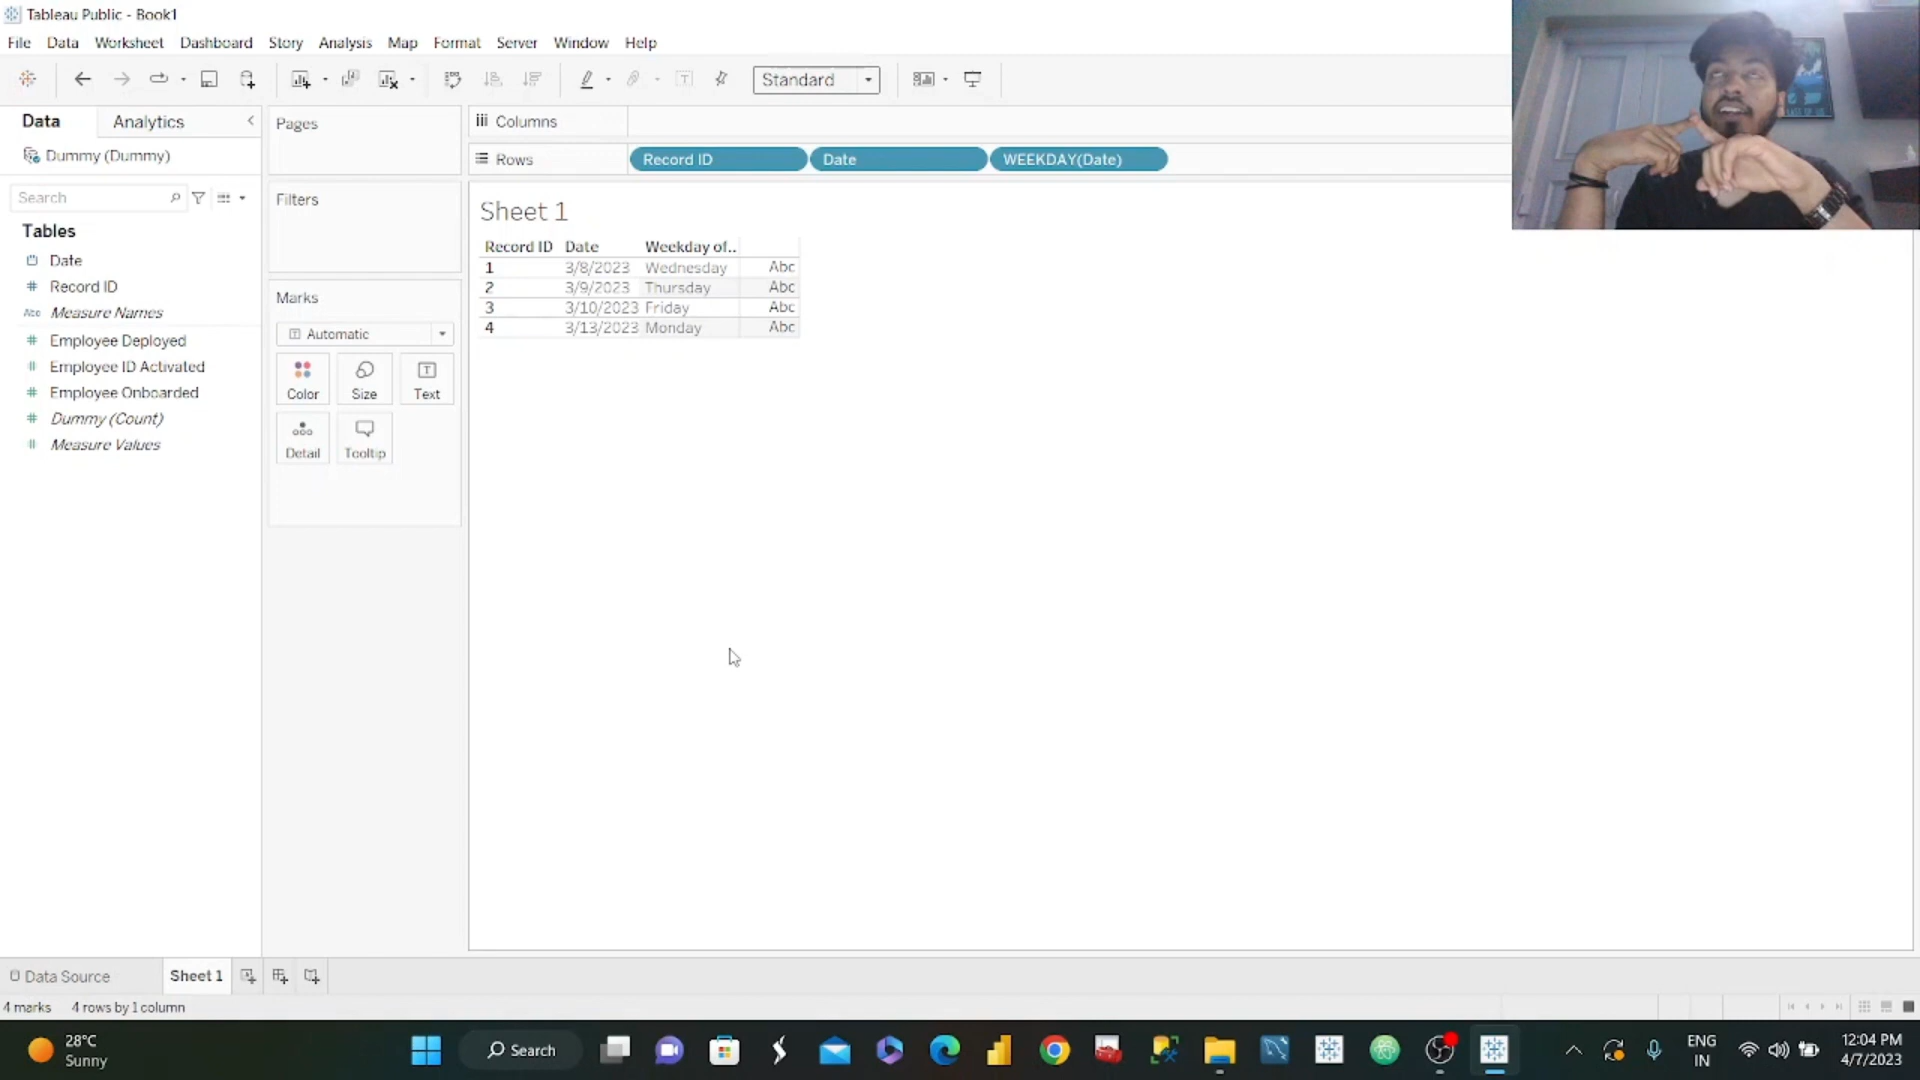 Tableau Public - Book1
File Data Worksheet Dashboard Story Analysis Map Format Server Window Help
Standard
Data Analytics
Dummy (Dummy)
Search
Tables
Date
Record ID
Abc Measure Names
Employee Deployed
Employee ID Activated
Employee Onboarded
Dummy (Count)
Measure Values
Pages
Filters
Marks
Automatic
Color Size Text
Detail Tooltip
Columns
Rows Record ID Date WEEKDAY(Date)
Sheet 1
Record ID Date Weekday of..
1 3/8/2023 Wednesday Abc
2 3/9/2023 Thursday Abc
3 3/10/2023 Friday Abc
4 3/13/2023 Monday Abc
Data Source Sheet 1
4 marks 4 rows by 1 column
28°C
Sunny
Search
ENG
IN
12:04 PM
4/7/2023